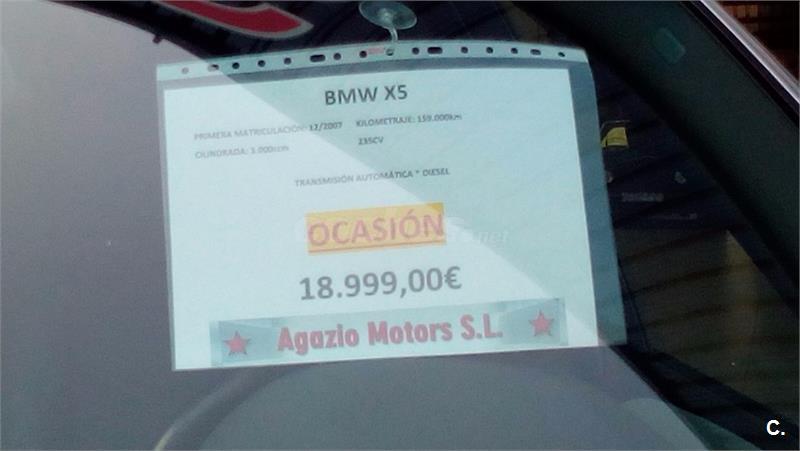 BMW X5
PRIMERA MATRICULACIÓN: 12/2007 KILOMETRAJE: 159.000km
CILINDRADA: 3.000ccm 235CV
TRANSMISIÓN AUTOMÁTICA * DIESEL
OCASIÓN
18.999,00€
Agazio Motors S.L.
C.